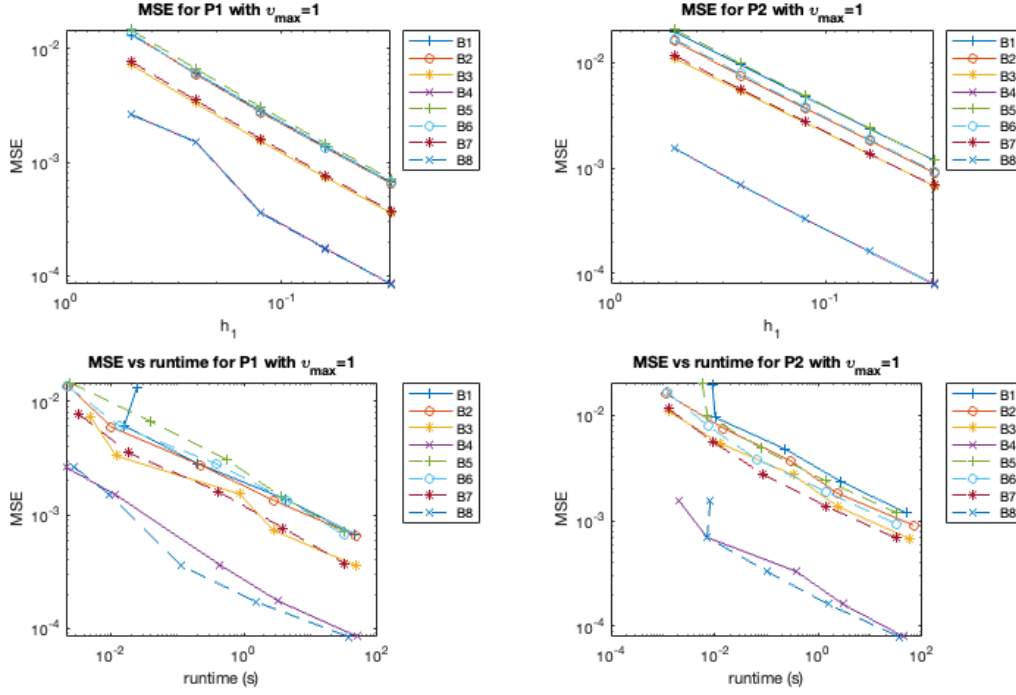 MSE for P1 with υmax=1
MSE
10^-2
10^-3
10^-4
10^0
10^-1
h1
B1
B2
B3
B4
B5
B6
B7
B8
MSE for P2 with υmax=1
MSE
10^-2
10^-3
10^-4
10^0
10^-1
h1
B1
B2
B3
B4
B5
B6
B7
B8
MSE vs runtime for P1 with υmax=1
MSE
10^-2
10^-3
10^-4
10^-2
10^0
10^2
runtime (s)
B1
B2
B3
B4
B5
B6
B7
B8
MSE vs runtime for P2 with υmax=1
MSE
10^-2
10^-3
10^-4
10^-4
10^-2
10^0
10^2
runtime (s)
B1
B2
B3
B4
B5
B6
B7
B8